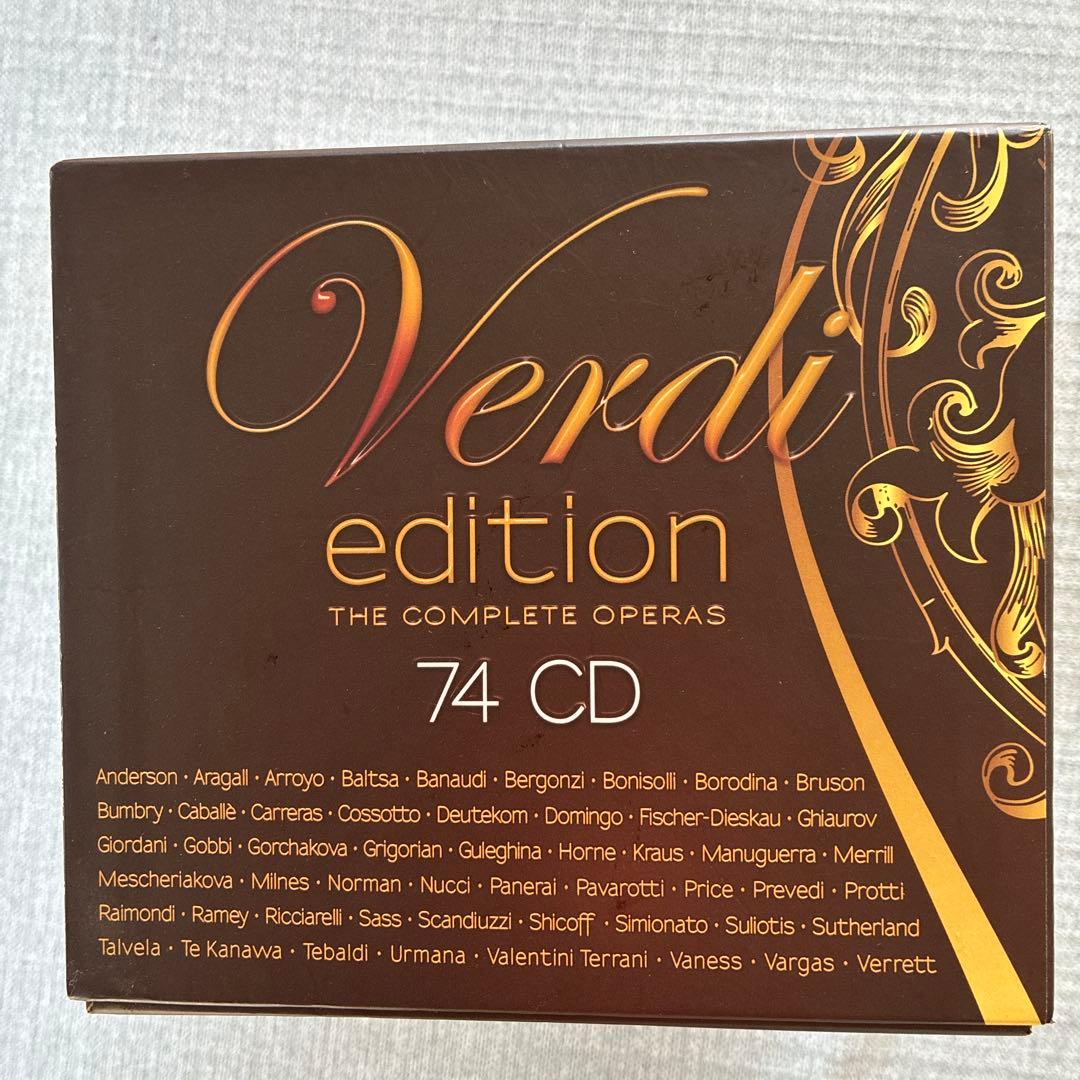 Verdi
edition
THE COMPLETE OPERAS
74 CD
Anderson · Aragall · Arroyo · Baltsa · Banaudi · Bergonzi · Bonisolli · Borodina · Bruson
Bumbry · Caballè · Carreras · Cossotto · Deutekom · Domingo · Fischer-Dieskau · Ghiaurov
Giordani · Gobbi · Gorchakova · Grigorian · Guleghina · Horne · Kraus · Manuguerra · Merrill
Mescheriakova · Milnes · Norman · Nucci · Panerai · Pavarotti · Price · Prevedi · Protti
Raimondi · Ramey · Ricciarelli · Sass · Scandiuzzi · Shicoff · Simionato · Suliotis · Sutherland
Talvela · Te Kanawa · Tebaldi · Urmana · Valentini Terrani · Vaness · Vargas · Verrett